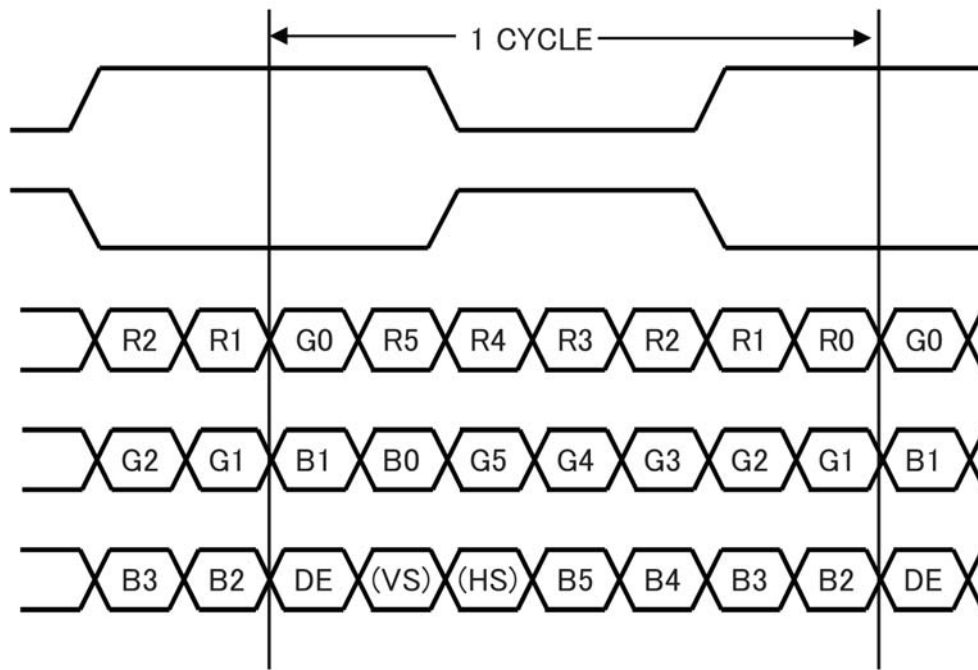 1 CYCLE
R2 R1 G0 R5 R4 R3 R2 R1 R0 G0
G2 G1 B1 B0 G5 G4 G3 G2 G1 B1
B3 B2 DE (VS) (HS) B5 B4 B3 B2 DE